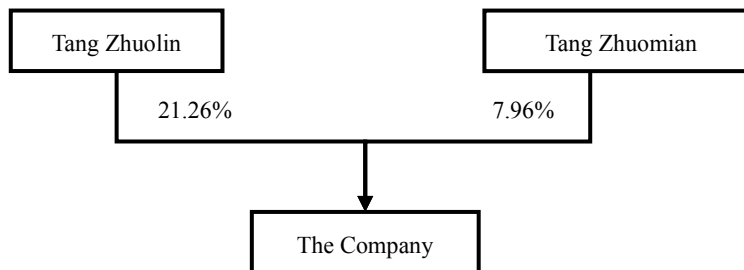 Tang Zhuolin
Tang Zhuomian
21.26%
7.96%
The Company